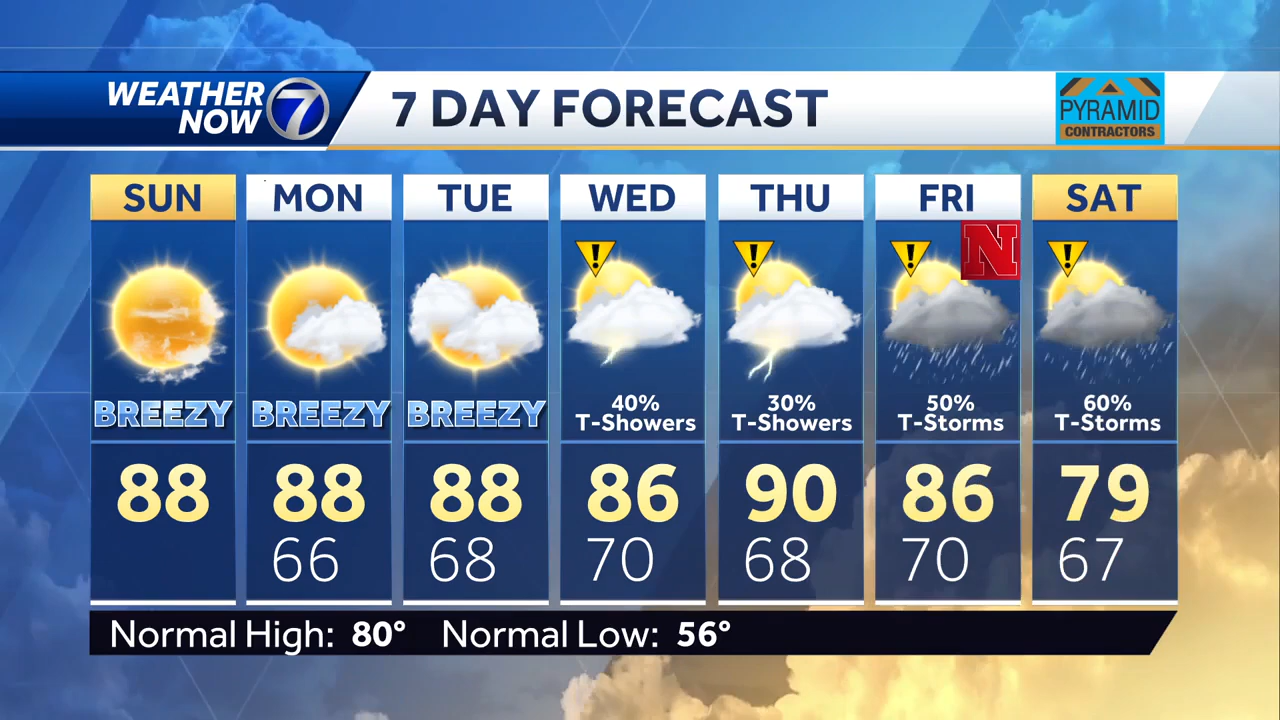 WEATHER
NOW 7
7 DAY FORECAST
PYRAMID
CONTRACTORS
SUN MON TUE WED THU FRI SAT
! ! ! ! N
BREEZY BREEZY BREEZY
40% 30% 50% 60%
T-Showers T-Showers T-Storms T-Storms
88 88 88 86 90 86 79
66 68 70 68 70 67
Normal High: 80° Normal Low: 56°